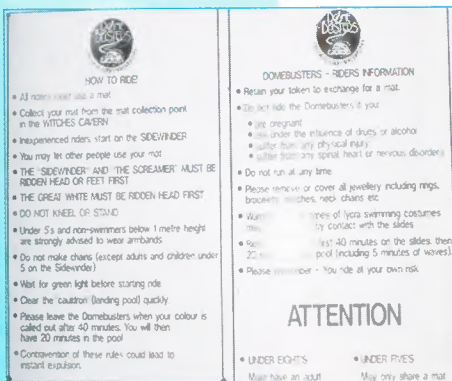 DOME
BUSTERS
HOW TO RIDE!
• All riders must use a mat
• Collect your mat from the mat collection point
in the WITCHES CAVERN
• Inexperienced riders start on the SIDEWINDER
• You may let other people use your mat
• THE "SIDEWINDER" AND "THE SCREAMER" MUST BE
RIDDEN HEAD OR FEET FIRST
• THE GREAT WHITE MUST BE RIDDEN HEAD FIRST
• DO NOT KNEEL OR STAND
• Under 5's and non-swimmers below 1 metre height
are strongly advised to wear armbands
• Do not make chains (except adults and children under
5 on the Sidewinder)
• Wait for green light before starting ride
• Clear the 'cauldron' (landing pool) quickly
• Please leave the Domebusters when your colour is
called out after 40 minutes. You will then
have 20 minutes in the pool
• Contravention of these rules could lead to
instant expulsion.
DOMEBUSTERS - RIDERS INFORMATION
• Retain your token to exchange for a mat.
• Do not ride the Domebusters if your
• are pregnant
• under the influence of drugs or alcohol
• suffer from any physical injury
• suffer from any spinal heart or nervous disorders
• Do not run at any time
• Please remove or cover all jewellery including rings,
bracelets, watches, neck chains etc
• types of lycra swimming costumes
by contact with the slides
• first 40 minutes on the slides, then
20 pool (including 5 minutes of waves).
• Please remember - You ride at your own risk
ATTENTION
• UNDER EIGHT'S
Must have an adult
• UNDER FIVES
May only share a mat